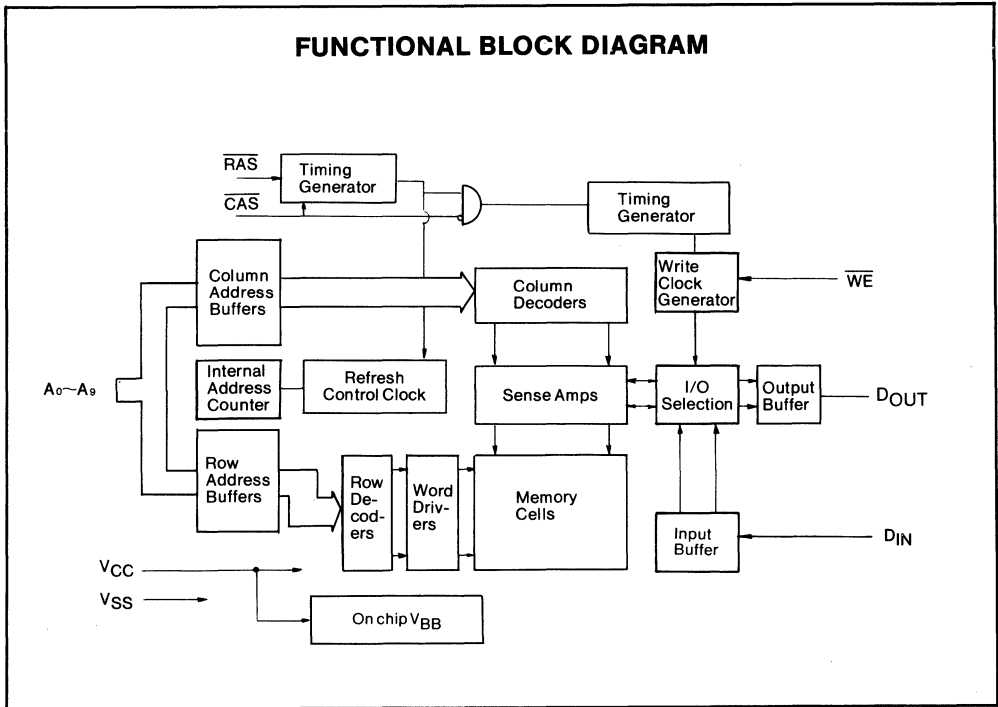 FUNCTIONAL BLOCK DIAGRAM
RAS
Timing
Generator
CAS
Timing
Generator
Column
Address
Buffers
Column
Decoders
Write
Clock
Generator
WE
A0~A9
Internal
Address
Counter
Refresh
Control Clock
Sense Amps
I/O
Selection
Output
Buffer
DOUT
Row
Address
Buffers
Row
De-
cod-
ers
Word
Driv-
ers
Memory
Cells
Input
Buffer
DIN
VCC
VSS
On chip VBB